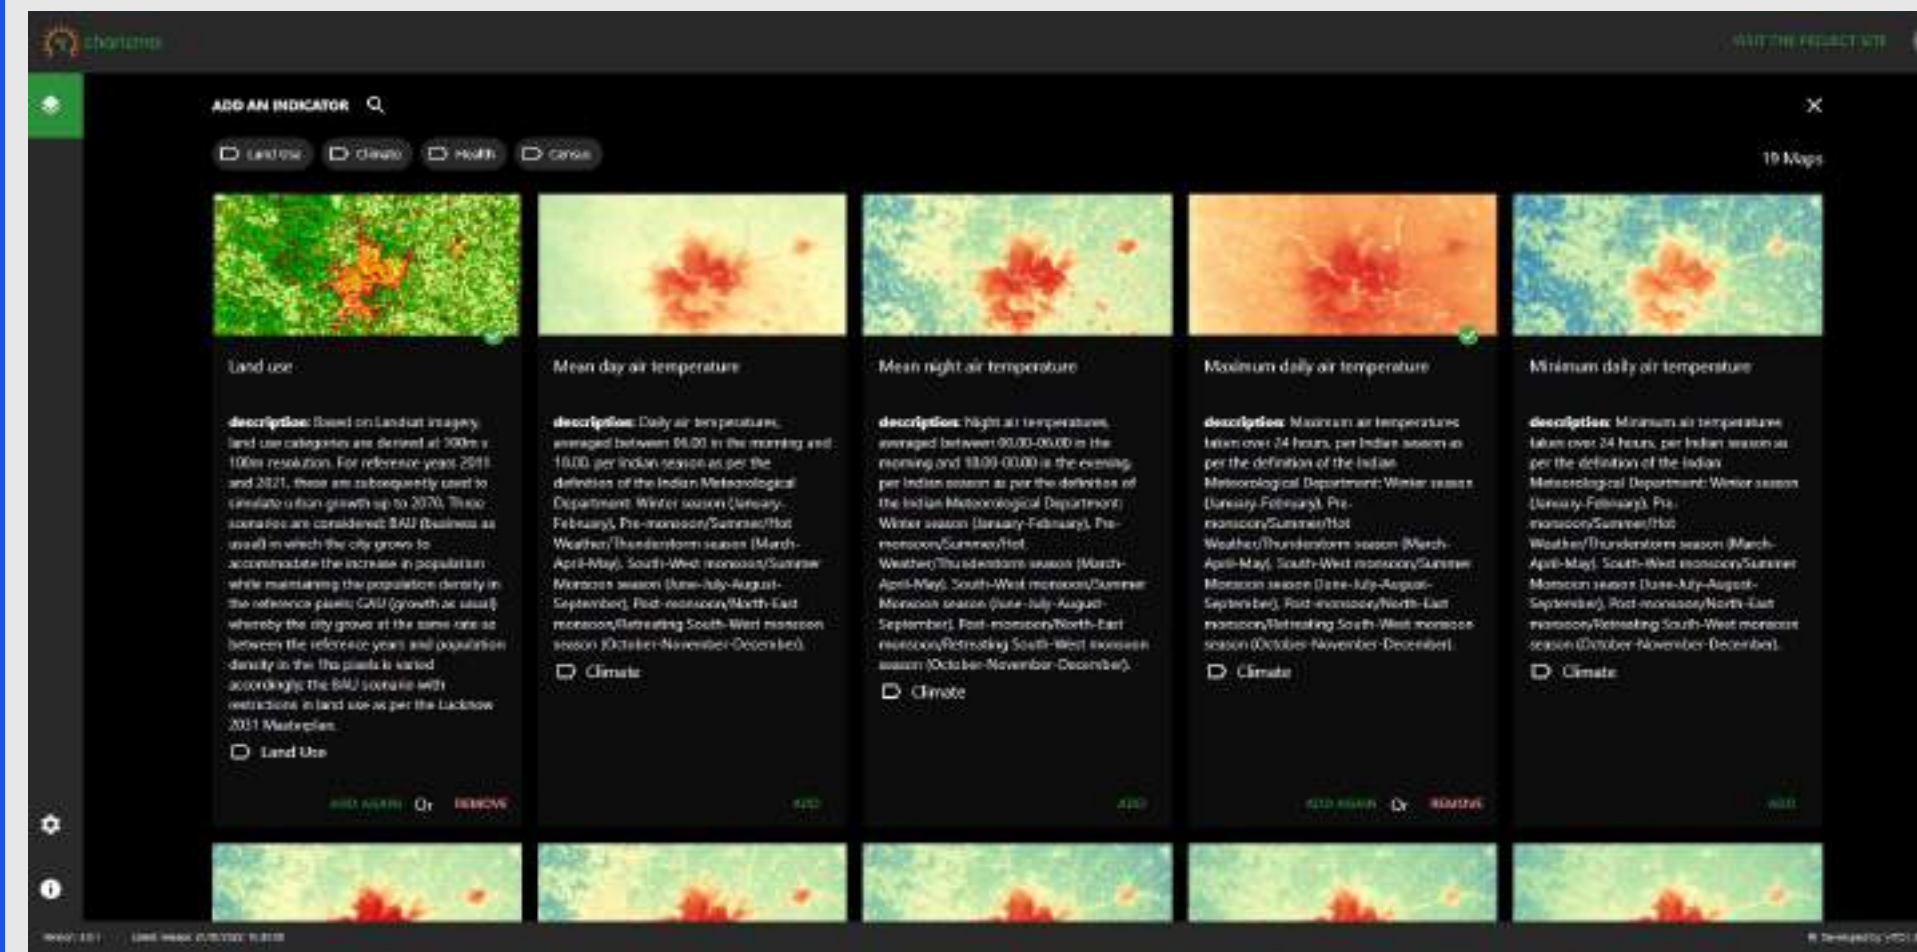 charisma
VISIT THE PROJECT SITE
ADD AN INDICATOR
Land Use
Climate
Health
Census
19 Maps
Land use
description: Based on Landsat imagery,
land use categories are derived at 100m x
100m resolution. For reference years 2011
and 2021, these are subsequently used to
simulate urban growth up to 2070. Three
scenarios are considered: BAU (business as
usual) in which the city grows to
accommodate the increase in population
while maintaining the population density in
the reference pixels; GAU (growth as usual)
whereby the city grows at the same rate as
between the reference years and population
density in the 1ha pixels is varied
accordingly; the BAU scenario with
restrictions in land use as per the Lucknow
2031 Masterplan.
Land Use
ADD AGAIN Or REMOVE
Mean day air temperature
description: Daily air temperatures,
averaged between 06.00 in the morning and
18.00, per Indian season as per the
definition of the Indian Meteorological
Department: Winter season (January-
February), Pre-monsoon/Summer/Hot
Weather/Thunderstorm season (March-
April-May), South-West monsoon/Summer
Monsoon season (June-July-August-
September), Post-monsoon/North-East
monsoon/Retreating South-West monsoon
season (October-November-December).
Climate
ADD
Mean night air temperature
description: Night air temperatures,
averaged between 00.00-06.00 in the
morning and 18.00-00.00 in the evening,
per Indian season as per the definition of
the Indian Meteorological Department:
Winter season (January-February), Pre-
monsoon/Summer/Hot
Weather/Thunderstorm season (March-
April-May), South-West monsoon/Summer
Monsoon season (June-July-August-
September), Post-monsoon/North-East
monsoon/Retreating South-West monsoon
season (October-November-December).
Climate
ADD
Maximum daily air temperature
description: Maximum air temperatures
taken over 24 hours, per Indian season as
per the definition of the Indian
Meteorological Department: Winter season
(January-February), Pre-
monsoon/Summer/Hot
Weather/Thunderstorm season (March-
April-May), South-West monsoon/Summer
Monsoon season (June-July-August-
September), Post-monsoon/North-East
monsoon/Retreating South-West monsoon
season (October-November-December).
Climate
ADD AGAIN Or REMOVE
Minimum daily air temperature
description: Minimum air temperatures
taken over 24 hours, per Indian season as
per the definition of the Indian
Meteorological Department: Winter season
(January-February), Pre-
monsoon/Summer/Hot
Weather/Thunderstorm season (March-
April-May), South-West monsoon/Summer
Monsoon season (June-July-August-
September), Post-monsoon/North-East
monsoon/Retreating South-West monsoon
season (October-November-December).
Climate
ADD